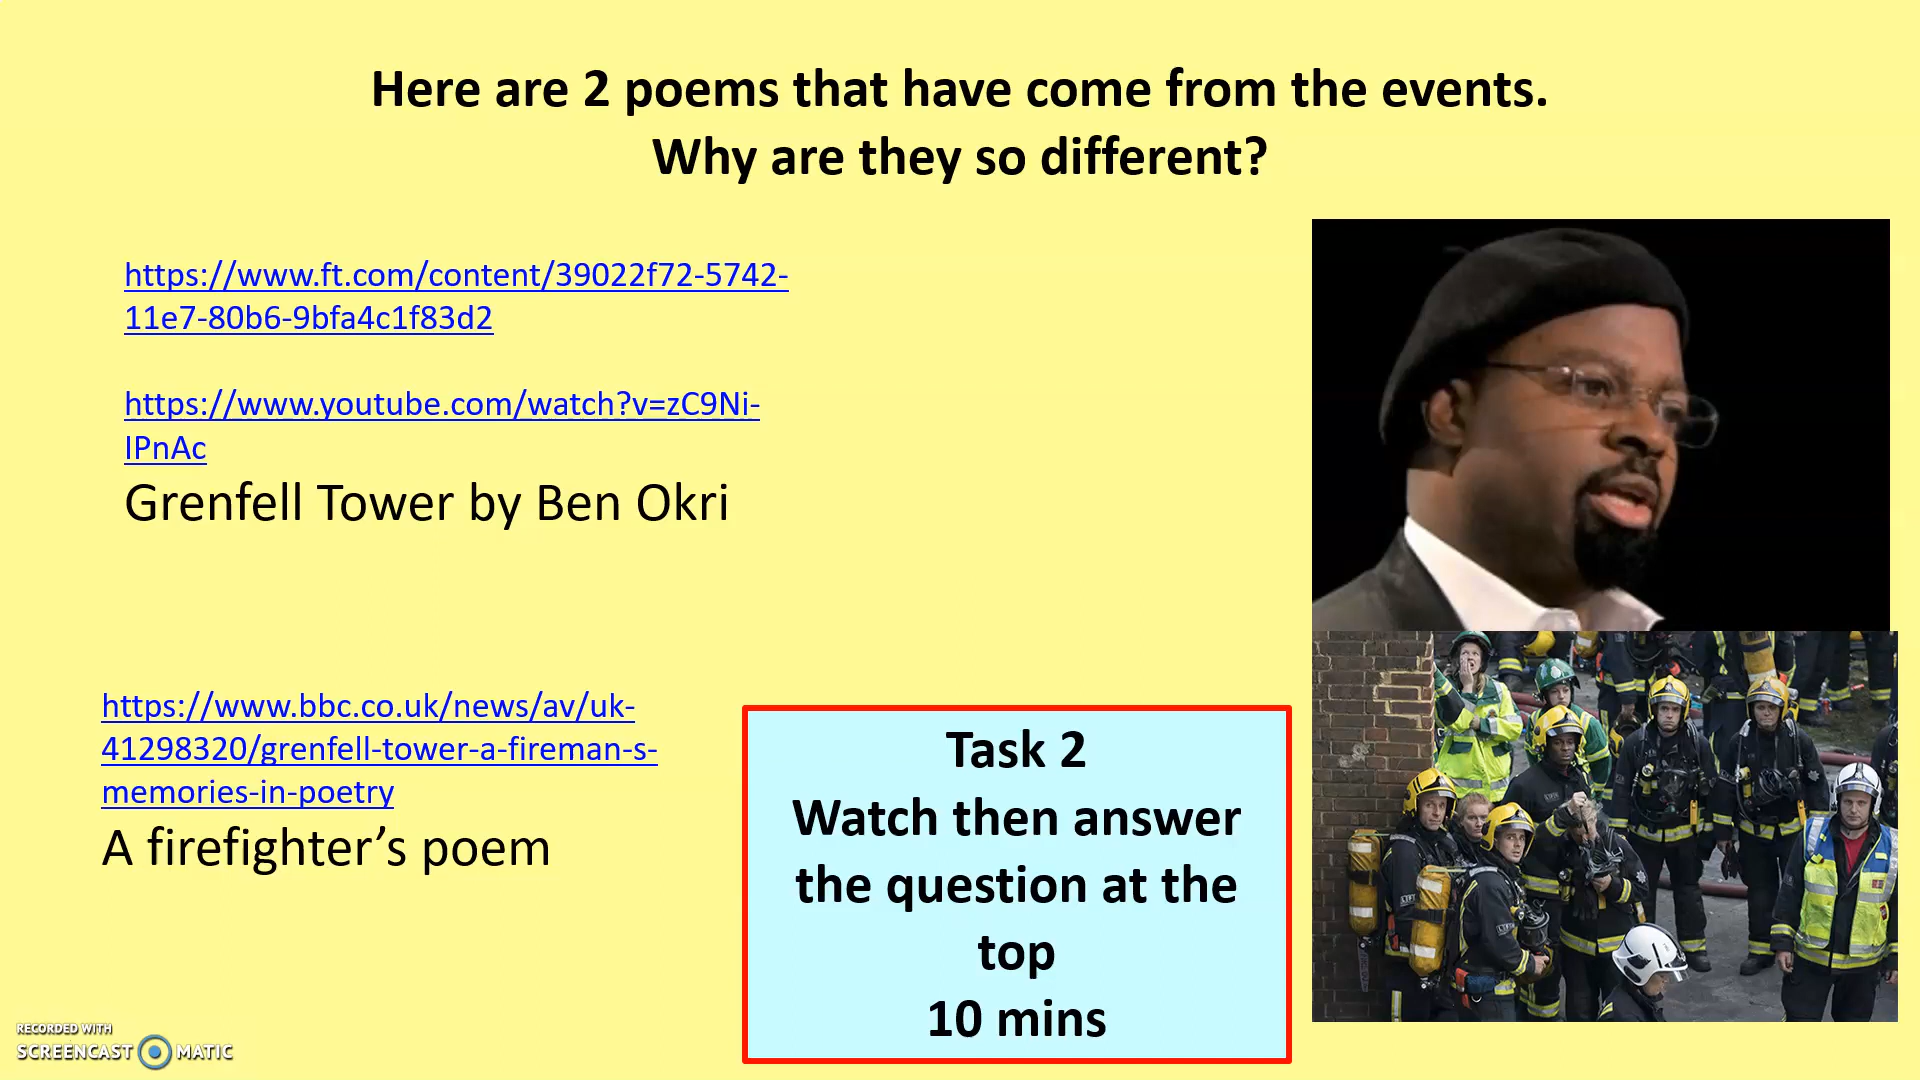 Here are 2 poems that have come from the events.
Why are they so different?
https://www.ft.com/content/39022f72-5742-
11e7-80b6-9bfa4c1f83d2
https://www.youtube.com/watch?v=zC9Ni-
IPnAc
Grenfell Tower by Ben Okri
https://www.bbc.co.uk/news/av/uk-
41298320/grenfell-tower-a-fireman-s-
memories-in-poetry
A firefighter’s poem
Task 2
Watch then answer
the question at the
top
10 mins
RECORDED WITH
SCREENCAST MATIC